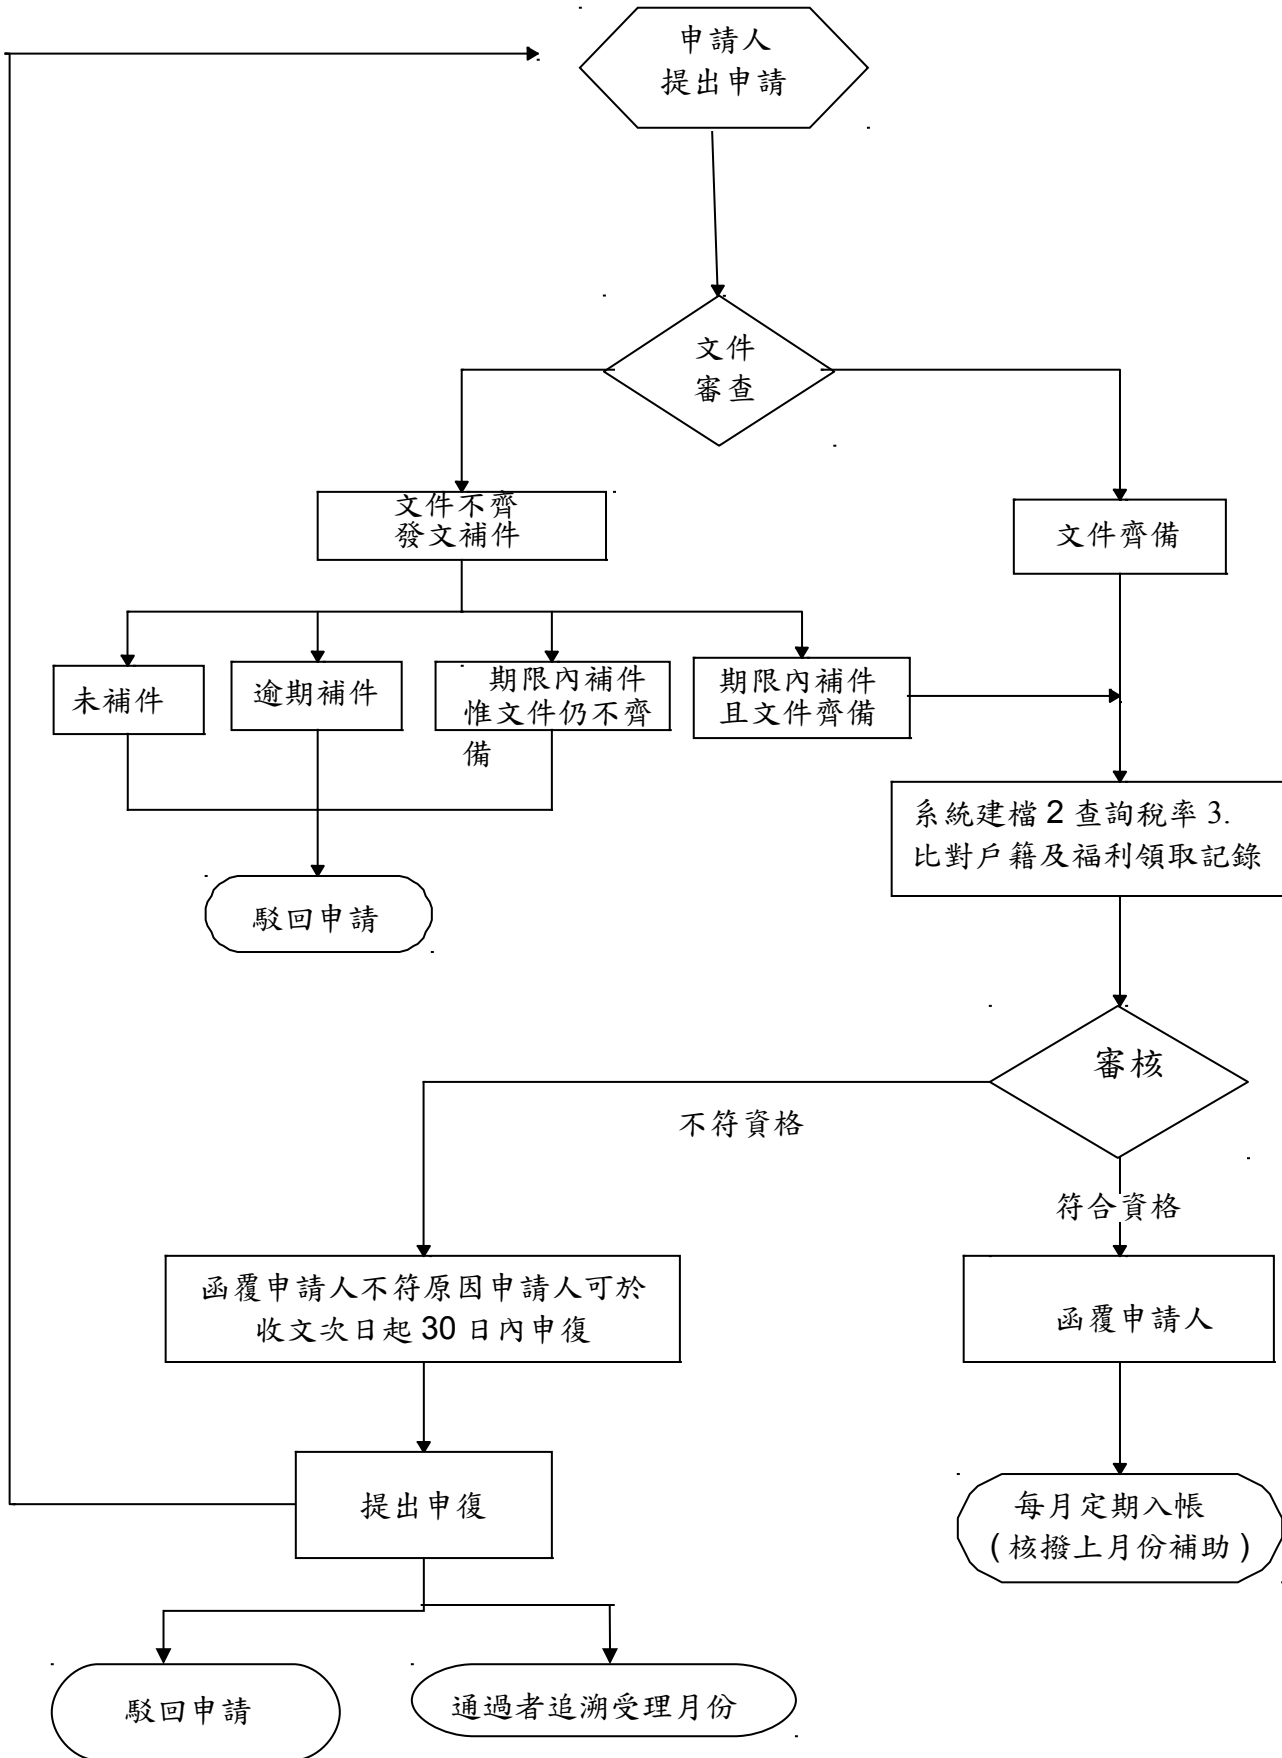 申請人
提出申請
文件
審查
文件不齊
發文補件
文件齊備
未補件
逾期補件
期限內補件
惟文件仍不齊
備
期限內補件
且文件齊備
系統建檔2查詢稅率3.
比對戶籍及福利領取記錄
駁回申請
審核
不符資格
符合資格
函覆申請人不符原因申請人可於
收文次日起30日內申復
函覆申請人
提出申復
每月定期入帳
(核撥上月份補助)
駁回申請
通過者追溯受理月份